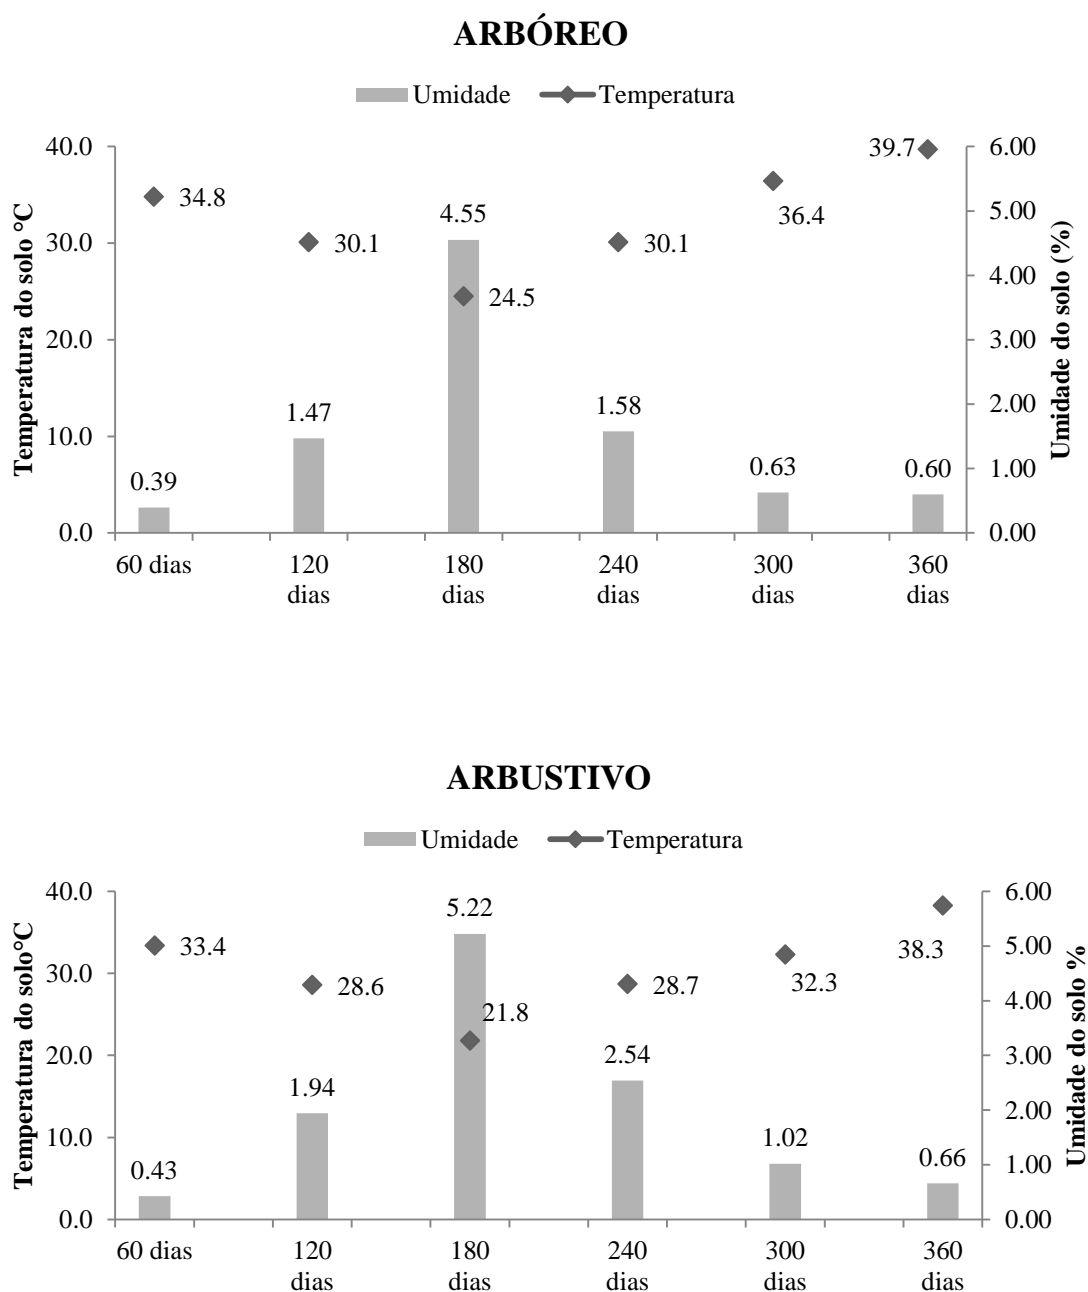 ARBÓREO
Umidade Temperatura
40.0 39.7 6.00
34.8 36.4 5.00
4.55
30.0 30.1 30.1
24.5 4.00
20.0 3.00
1.47 1.58 2.00
10.0
0.39 0.63 0.60 1.00
0.0 0.00
60 dias 120 180 240 300 360
dias dias dias dias dias
Temperatura do solo °C
Umidade do solo (%)
ARBUSTIVO
Umidade Temperatura
40.0 6.00
5.22
33.4 38.3 5.00
30.0 28.6 28.7 32.3
21.8 4.00
20.0 2.54 3.00
1.94 2.00
10.0 1.02
0.43 0.66 1.00
0.0 0.00
60 dias 120 180 240 300 360
dias dias dias dias dias
Temperatura do solo°C
Umidade do solo %